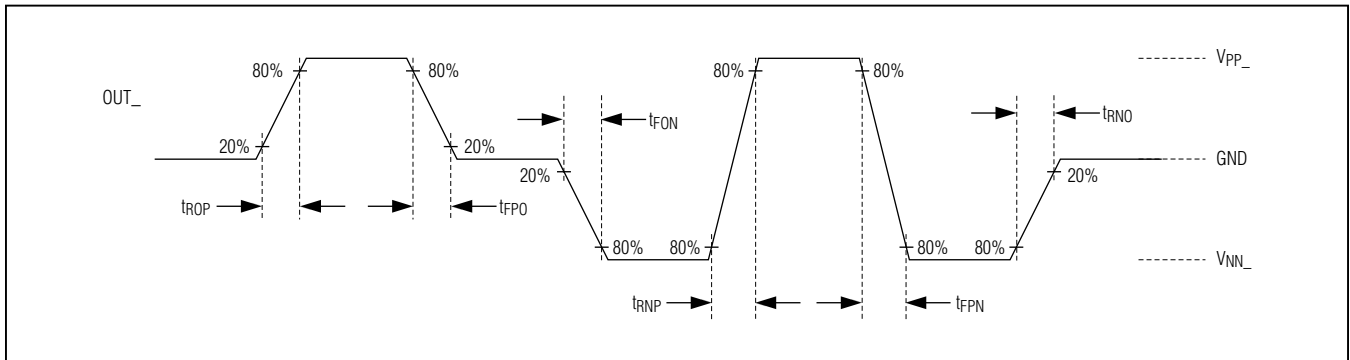 80% 80% 80% 80% VPP_
OUT_ tFON tRNO
20% 20% GND
20% 20%
tROP tFPO
80% 80% 80% 80% VNN_
tRNP tFPN